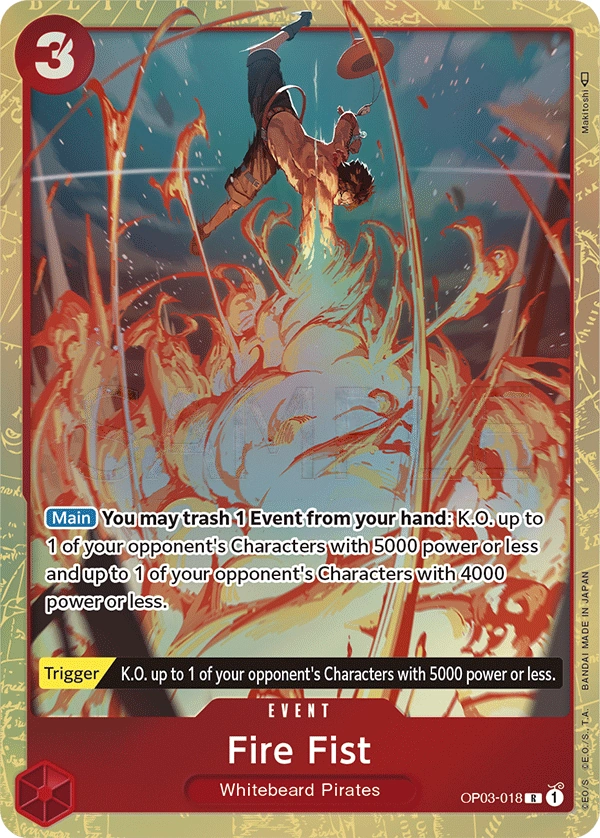 3
Makitoshi
SAMPLE
Main You may trash 1 Event from your hand: K.O. up to
1 of your opponent's Characters with 5000 power or less
and up to 1 of your opponent's Characters with 4000
power or less.
Trigger K.O. up to 1 of your opponent's Characters with 5000 power or less.
EVENT
Fire Fist
Whitebeard Pirates
OP03-018 R 1
©EO/S ©E.O./S, T.A. BANDAI MADE IN JAPAN